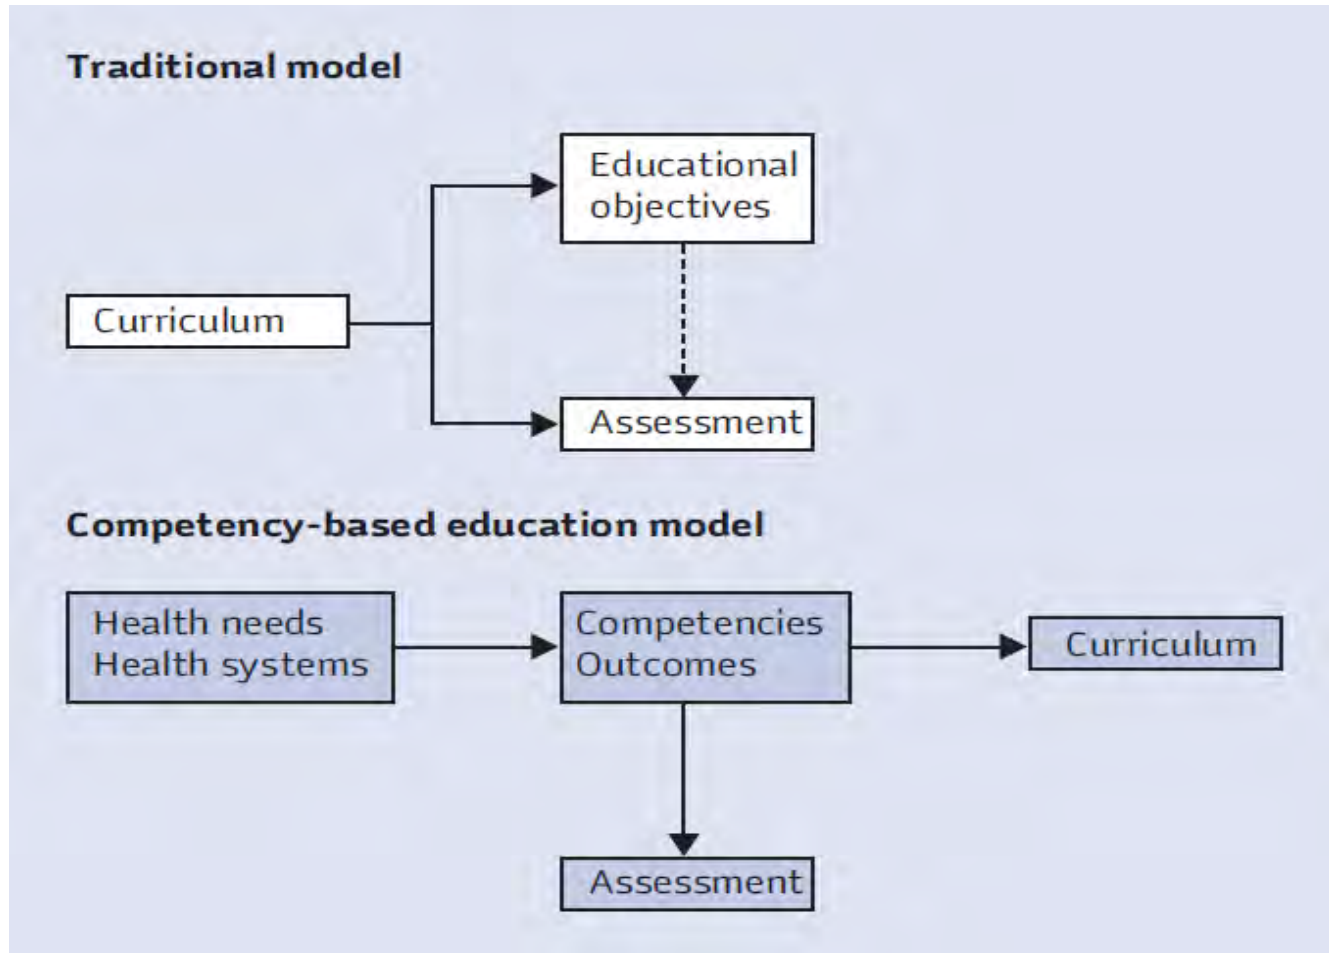 Traditional model
Educational
objectives
Curriculum
Assessment
Competency-based education model
Health needs
Health systems
Competencies
Outcomes
Curriculum
Assessment